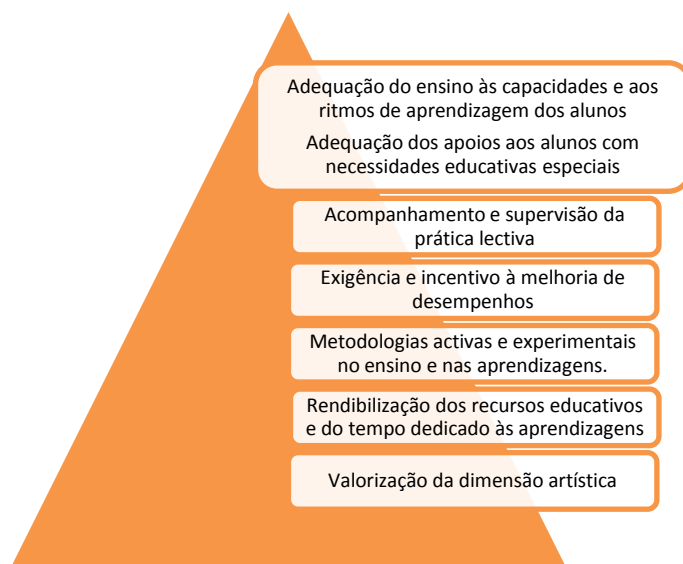 Adequação do ensino às capacidades e aos
ritmos de aprendizagem dos alunos
Adequação dos apoios aos alunos com
necessidades educativas especiais
Acompanhamento e supervisão da
prática lectiva
Exigência e incentivo à melhoria de
desempenhos
Metodologias activas e experimentais
no ensino e nas aprendizagens.
Rendibilização dos recursos educativos
e do tempo dedicado às aprendizagens
Valorização da dimensão artística